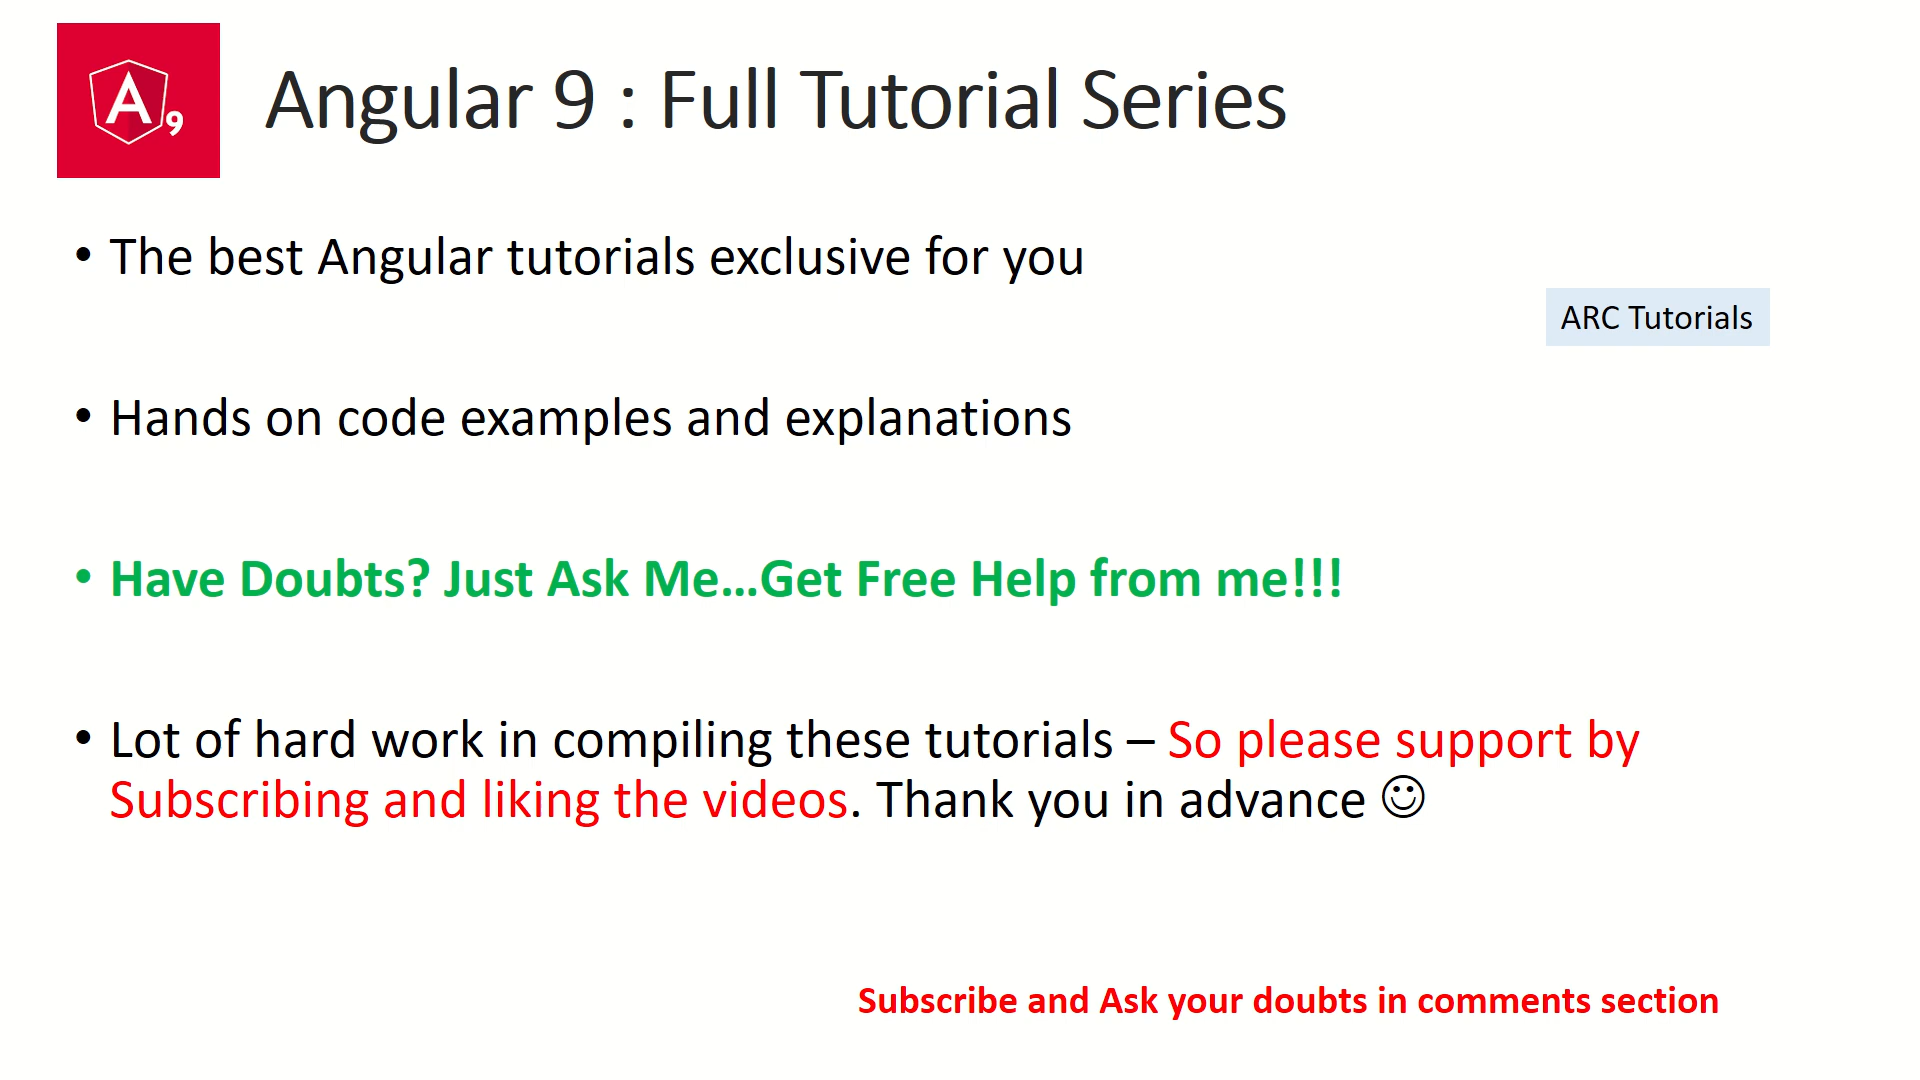 A9
Angular 9 : Full Tutorial Series
• The best Angular tutorials exclusive for you
ARC Tutorials
• Hands on code examples and explanations
• Have Doubts? Just Ask Me...Get Free Help from me!!!
• Lot of hard work in compiling these tutorials – So please support by
Subscribing and liking the videos. Thank you in advance ☺
Subscribe and Ask your doubts in comments section